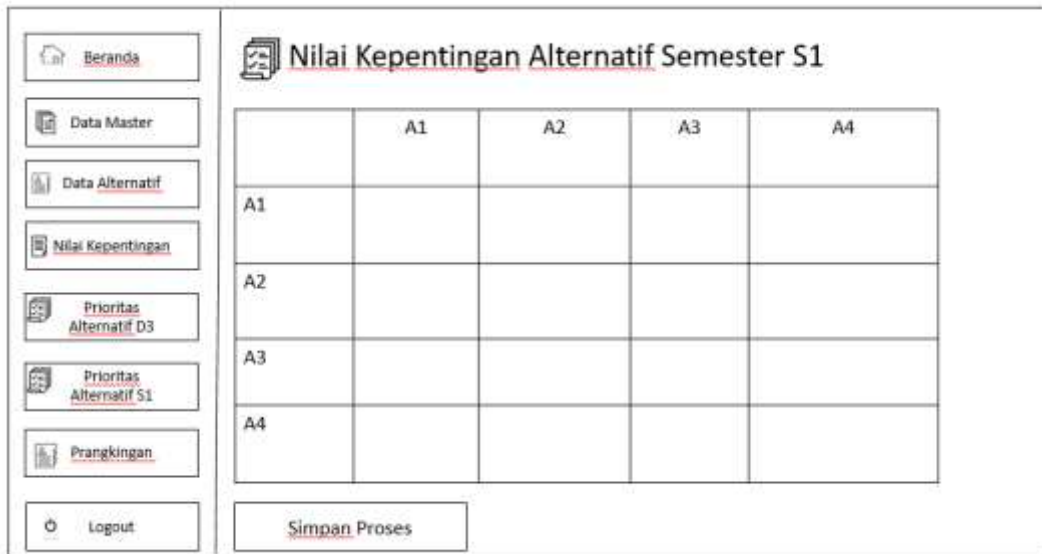 Beranda
Data Master
Data Alternatif
Nilai Kepentingan
Prioritas
Alternatif D3
Prioritas
Alternatif S1
Prangkingan
Logout
Nilai Kepentingan Alternatif Semester S1
A1 A2 A3 A4
A1
A2
A3
A4
Simpan Proses